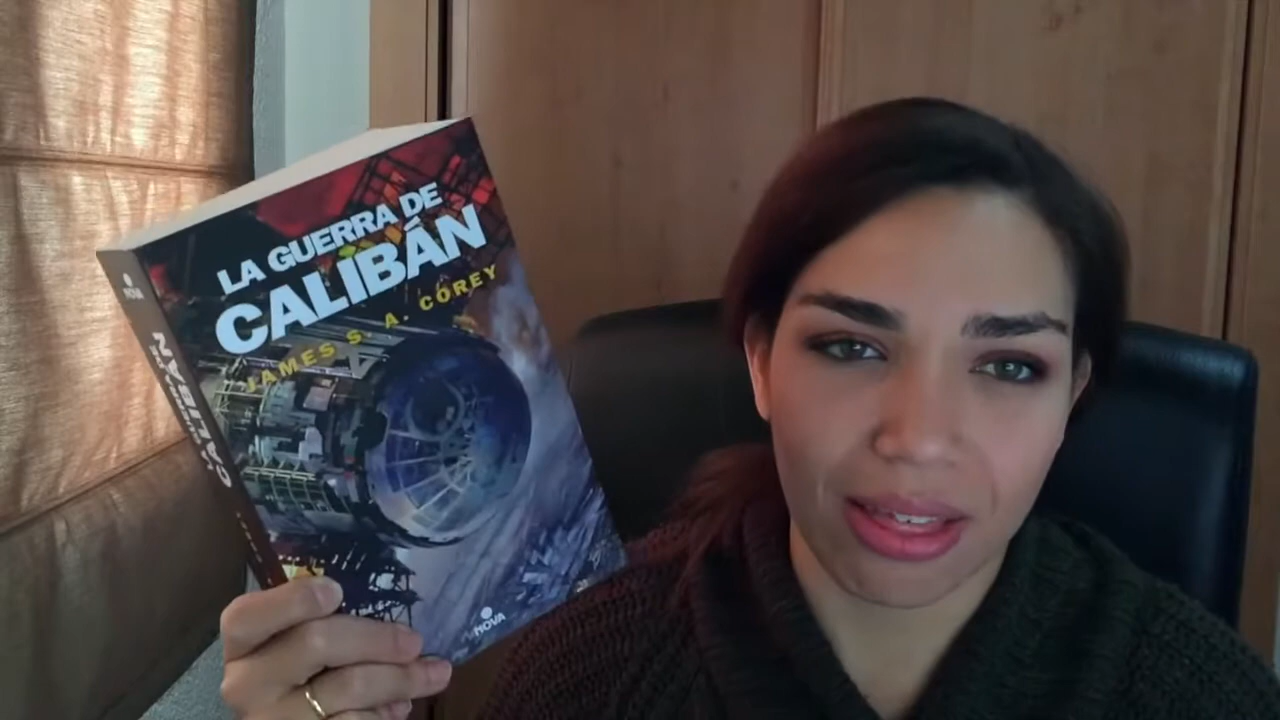 LA GUERRA DE
CALIBÁN
JAMES S. A. COREY
NOVA
NOVA
CALIBÁN